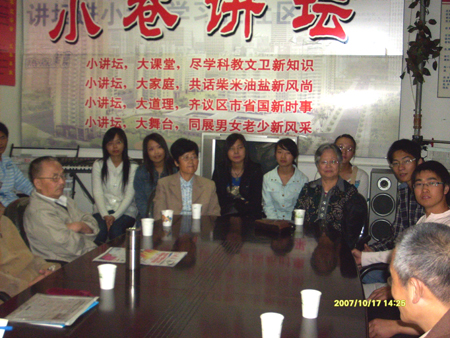 小巷讲坛
小讲坛，大课堂，尽学科教文卫新知识
小讲坛，大家庭，共话柴米油盐新风尚
小讲坛，大道理，齐议区市省国新时事
小讲坛，大舞台，同展男女老少新风采
2007/10/17 14:26